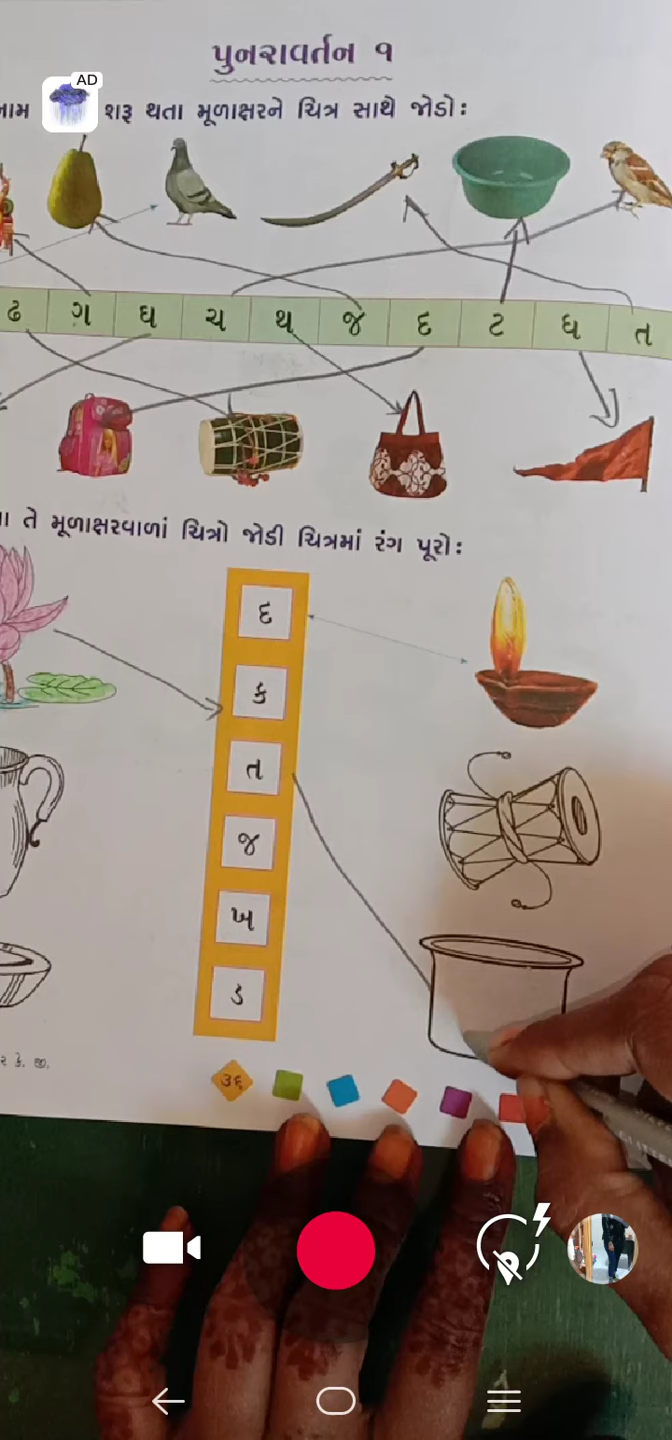 પુનરાવર્તન ૧
AD
નામ
શરૂ થતા મૂળાક્ષરને ચિત્ર સાથે જોડો:
ઢ ગ ઘ ચ થ જ દ ટ ધ ત
તે મૂળાક્ષરવાળાં ચિત્રો જોડી ચિત્રમાં રંગ પૂરો:
દ
ક
ત
જ
ખ
ડ
કે. જી.
૩૬